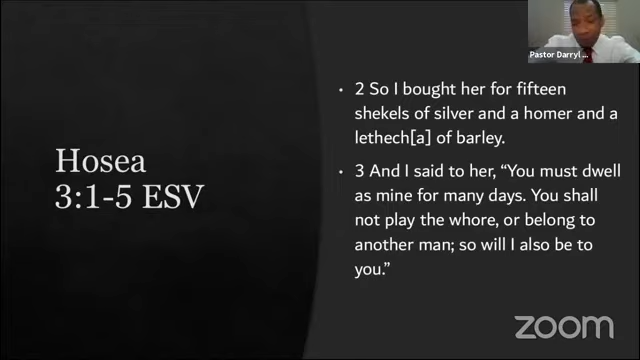 Pastor Darryl ...
Hosea
3:1-5 ESV
• 2 So I bought her for fifteen
shekels of silver and a homer and a
lethech[a] of barley.
• 3 And I said to her, “You must dwell
as mine for many days. You shall
not play the whore, or belong to
another man; so will I also be to
you.”
zoom